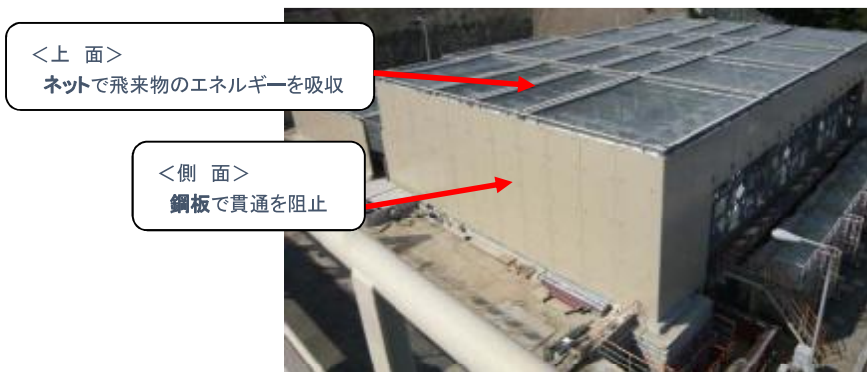 ＜上　面＞
ネットで飛来物のエネルギーを吸収
＜側　面＞
鋼板で貫通を阻止